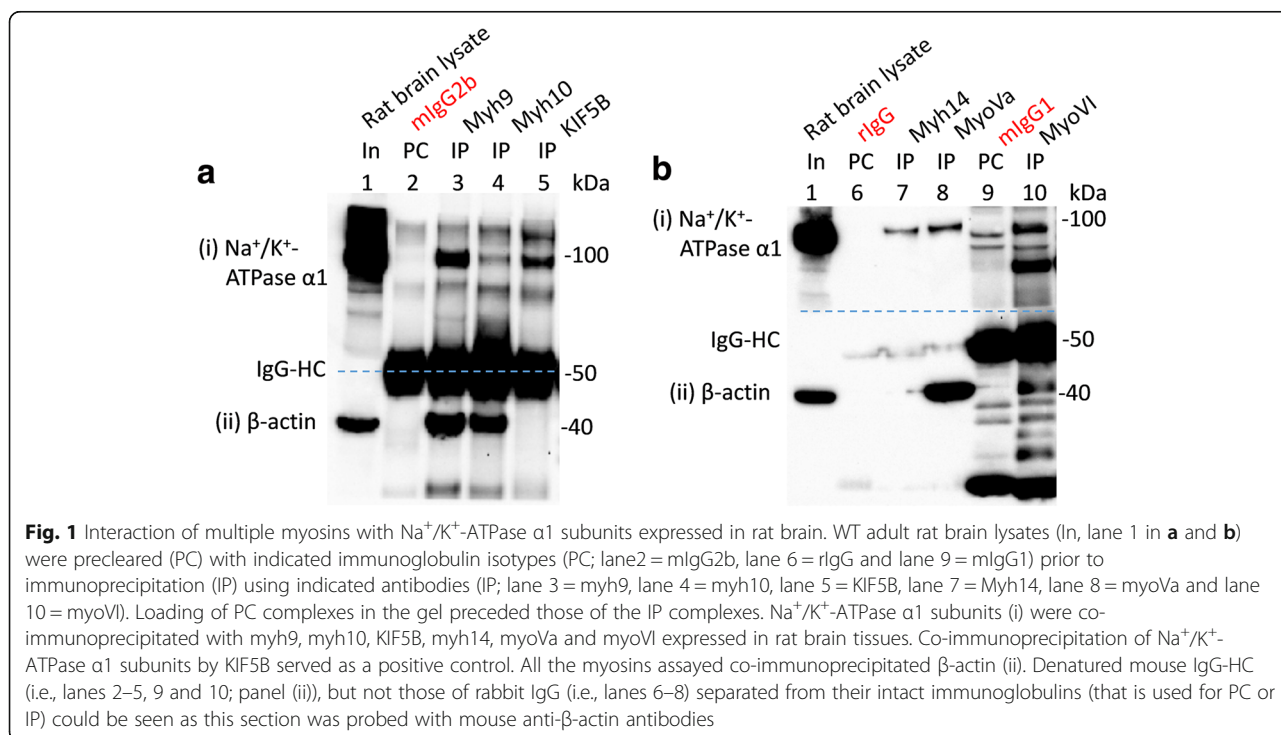 Rat brain lysate
mIgG2b
Myh9
Myh10
KIF5B
a
In PC IP IP IP
1 2 3 4 5 kDa
(i) Na⁺/K⁺-
ATPase α1
-100
IgG-HC
-50
(ii) β-actin
-40
Rat brain lysate
rIgG
Myh14
MyoVa
mIgG1
MyoVI
b
In PC IP IP PC IP
1 6 7 8 9 10 kDa
(i) Na⁺/K⁺-
ATPase α1
-100
IgG-HC
-50
(ii) β-actin
-40
Fig. 1 Interaction of multiple myosins with Na⁺/K⁺-ATPase α1 subunits expressed in rat brain. WT adult rat brain lysates (In, lane 1 in a and b)
were precleared (PC) with indicated immunoglobulin isotypes (PC; lane2 = mIgG2b, lane 6 = rIgG and lane 9 = mIgG1) prior to
immunoprecipitation (IP) using indicated antibodies (IP; lane 3 = myh9, lane 4 = myh10, lane 5 = KIF5B, lane 7 = Myh14, lane 8 = myoVa and lane
10 = myoVI). Loading of PC complexes in the gel preceded those of the IP complexes. Na⁺/K⁺-ATPase α1 subunits (i) were co-
immunoprecipitated with myh9, myh10, KIF5B, myh14, myoVa and myoVI expressed in rat brain tissues. Co-immunoprecipitation of Na⁺/K⁺-
ATPase α1 subunits by KIF5B served as a positive control. All the myosins assayed co-immunoprecipitated β-actin (ii). Denatured mouse IgG-HC
(i.e., lanes 2–5, 9 and 10; panel (ii)), but not those of rabbit IgG (i.e., lanes 6–8) separated from their intact immunoglobulins (that is used for PC or
IP) could be seen as this section was probed with mouse anti-β-actin antibodies